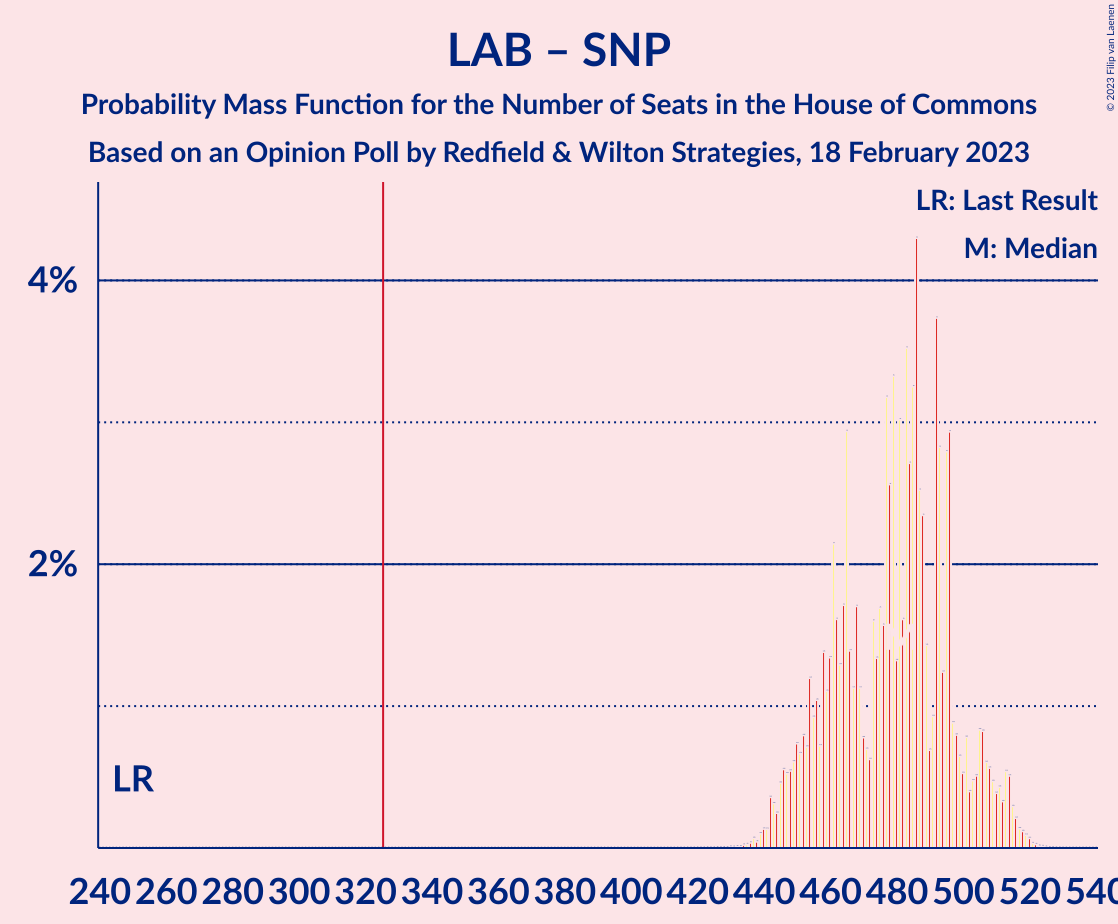 LAB – SNP
Probability Mass Function for the Number of Seats in the House of Commons
Based on an Opinion Poll by Redfield & Wilton Strategies, 18 February 2023
© 2023 Filip van Laenen
LR: Last Result
M: Median
4%
2%
LR
240 260 280 300 320 340 360 380 400 420 440 460 480 500 520 540